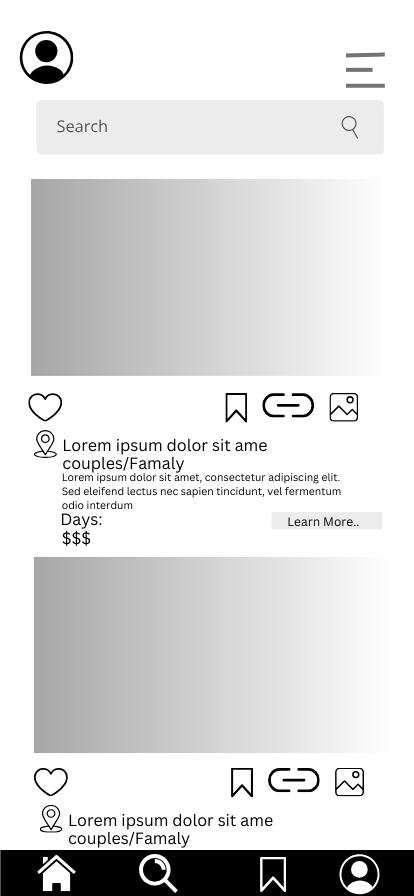 Search
Lorem ipsum dolor sit ame
couples/Famaly
Lorem ipsum dolor sit amet, consectetur adipiscing elit.
Sed eleifend lectus nec sapien tincidunt, vel fermentum
odio interdum
Days:
$$$
Learn More..
Lorem ipsum dolor sit ame
couples/Famaly